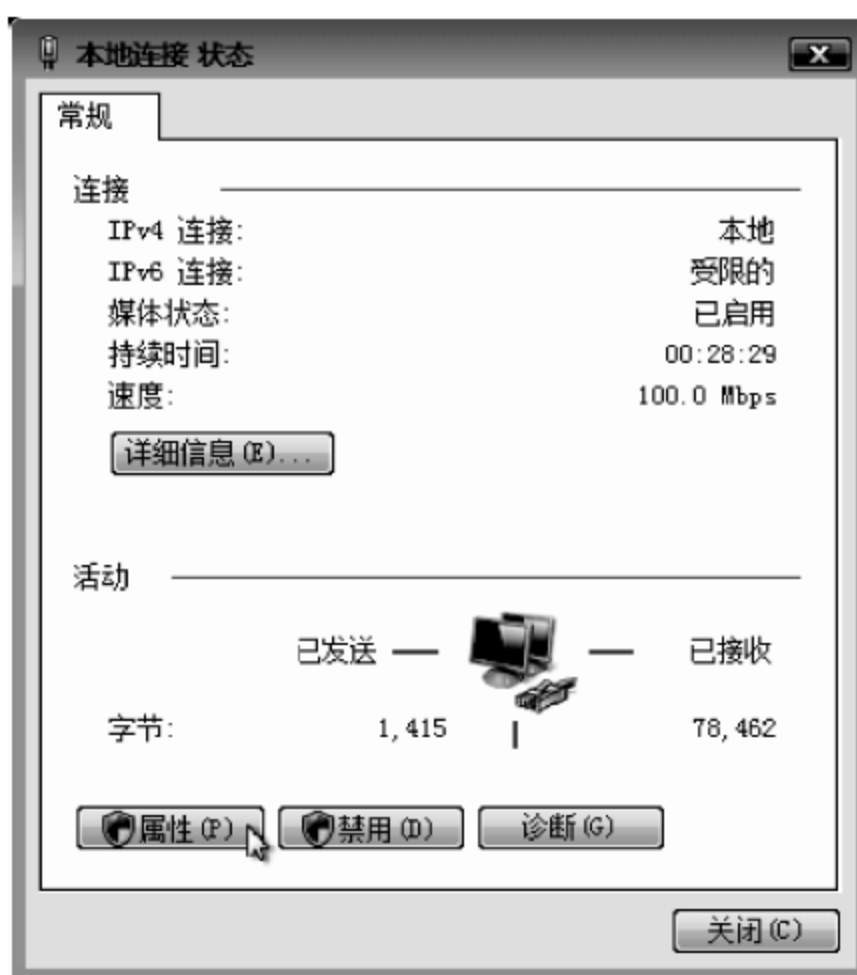 本地连接 状态
常规
连接
IPv4 连接: 本地
IPv6 连接: 受限的
媒体状态: 已启用
持续时间: 00:28:29
速度: 100.0 Mbps
详细信息(E)...
活动
已发送 — — 已接收
字节: 1,415 78,462
属性(P) 禁用(D) 诊断(G)
关闭(C)